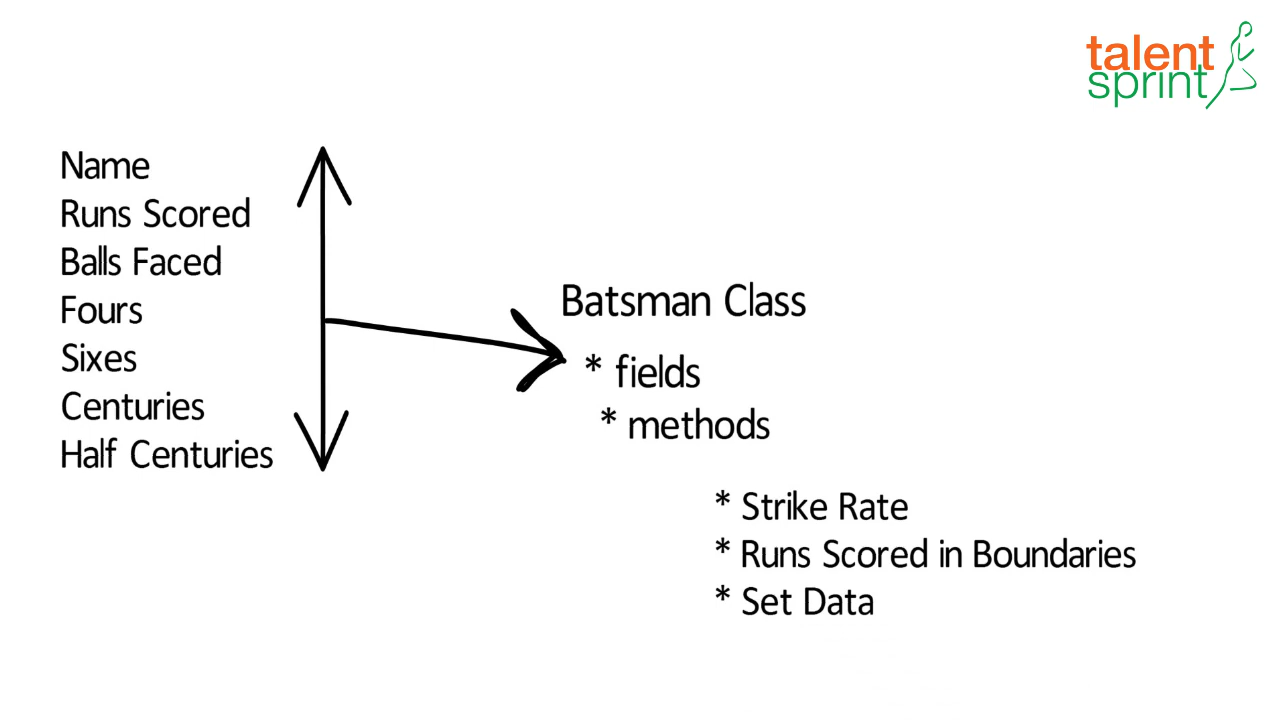 talent
sprint
Name
Runs Scored
Balls Faced
Fours
Sixes
Centuries
Half Centuries
Batsman Class
* fields
* methods
* Strike Rate
* Runs Scored in Boundaries
* Set Data